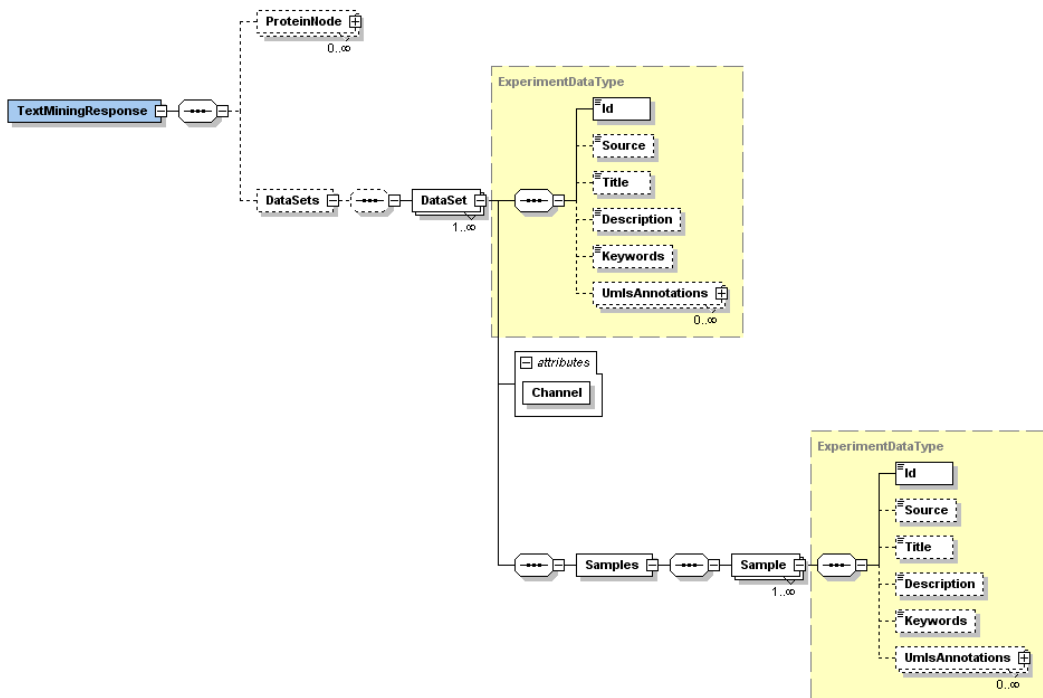 ProteinNode
0..∞
ExperimentDataType
TextMiningResponse
Id
Source
Title
DataSets
DataSet
1..∞
Description
Keywords
UmlsAnnotations
0..∞
attributes
Channel
ExperimentDataType
Id
Source
Title
Samples
Sample
1..∞
Description
Keywords
UmlsAnnotations
0..∞